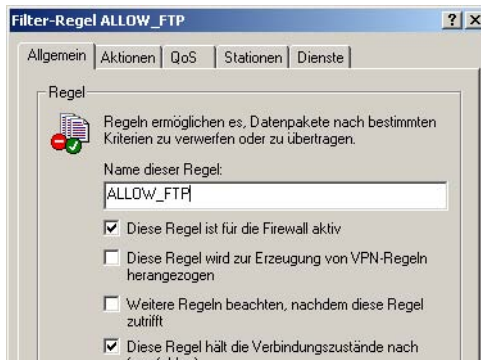 Filter-Regel ALLOW_FTP
Allgemein Aktionen QoS Stationen Dienste
Regel
Regeln ermöglichen es, Datenpakete nach bestimmten
Kriterien zu verwerfen oder zu übertragen.
Name dieser Regel:
ALLOW_FTP
Diese Regel ist für die Firewall aktiv
Diese Regel wird zur Erzeugung von VPN-Regeln
herangezogen
Weitere Regeln beachten, nachdem diese Regel
zutrifft
Diese Regel hält die Verbindungszustände nach